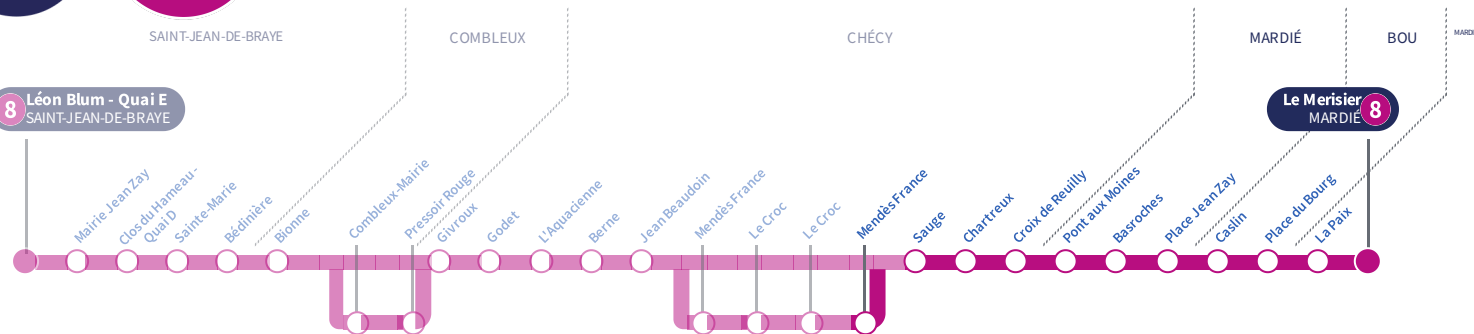 SAINT-JEAN-DE-BRAYE
COMBLEUX
CHÉCY
MARDIÉ
BOU
MARDI
8
Léon Blum - Quai E
SAINT-JEAN-DE-BRAYE
Le Merisier
MARDIÉ
8
Mairie Jean Zay
Clos du Hameau -
Quai D
Sainte-Marie
Bédinière
Bionne
Combleux-Mairie
Pressoir Rouge
Givroux
Godet
L'Aquacienne
Berne
Jean Beaudoin
Mendès France
Le Croc
Le Croc
Mendès France
Sauge
Chartreux
Croix de Reuilly
Pont aux Moines
Basroches
Place Jean Zay
Caslin
Place du Bourg
La Paix